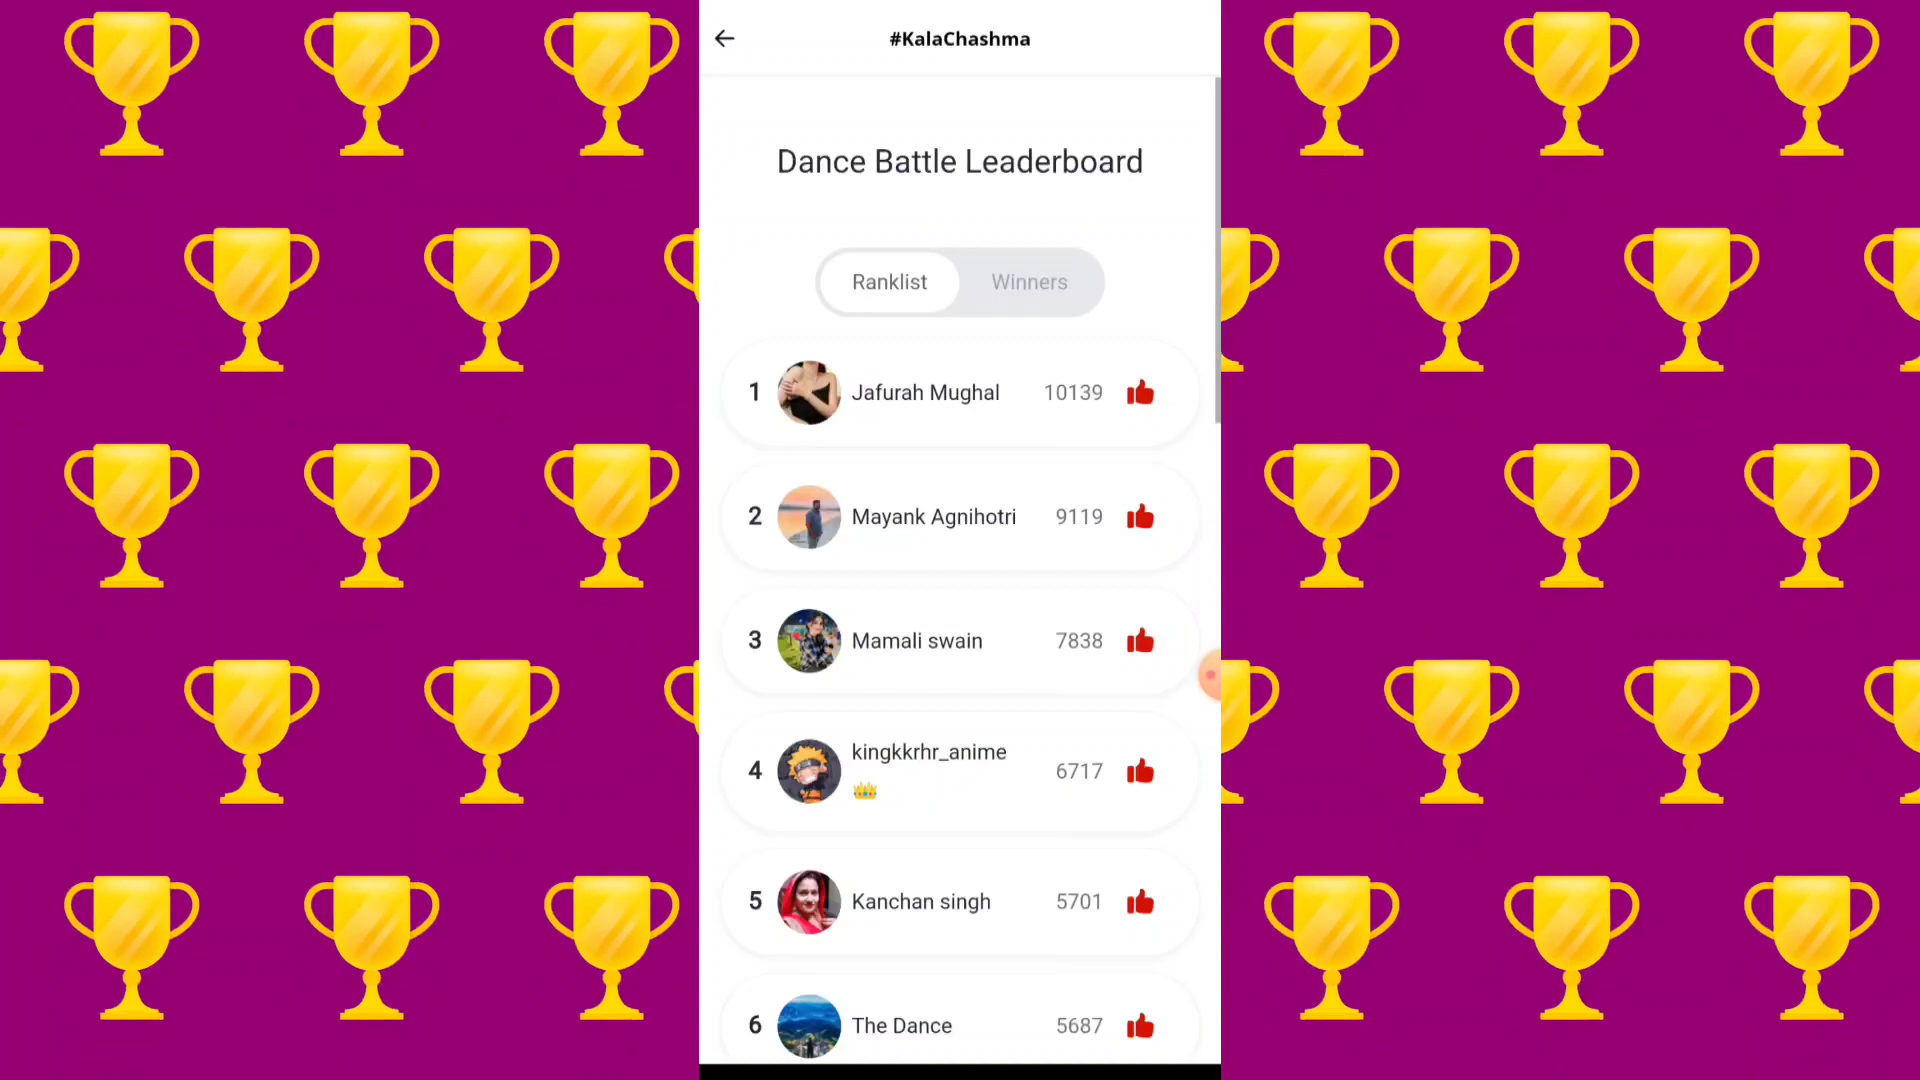 #KalaChashma
Dance Battle Leaderboard
Ranklist Winners
1 Jafurah Mughal 10139
2 Mayank Agnihotri 9119
3 Mamali swain 7838
4 kingkkrhr_anime 6717
👑
5 Kanchan singh 5701
6 The Dance 5687